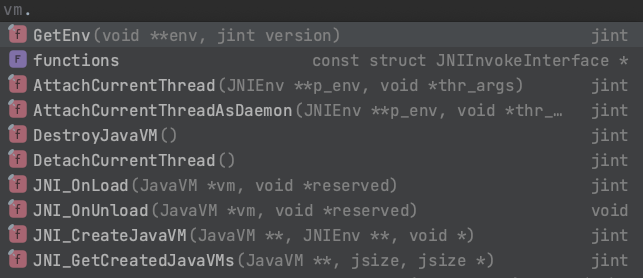 vm.
f GetEnv(void **env, jint version) jint
F functions const struct JNIInvokeInterface *
f AttachCurrentThread(JNIEnv **p_env, void *thr_args) jint
f AttachCurrentThreadAsDaemon(JNIEnv **p_env, void *thr_… jint
f DestroyJavaVM() jint
f DetachCurrentThread() jint
f JNI_OnLoad(JavaVM *vm, void *reserved) jint
f JNI_OnUnload(JavaVM *vm, void *reserved) void
f JNI_CreateJavaVM(JavaVM **, JNIEnv **, void *) jint
f JNI_GetCreatedJavaVMs(JavaVM **, jsize, jsize *) jint